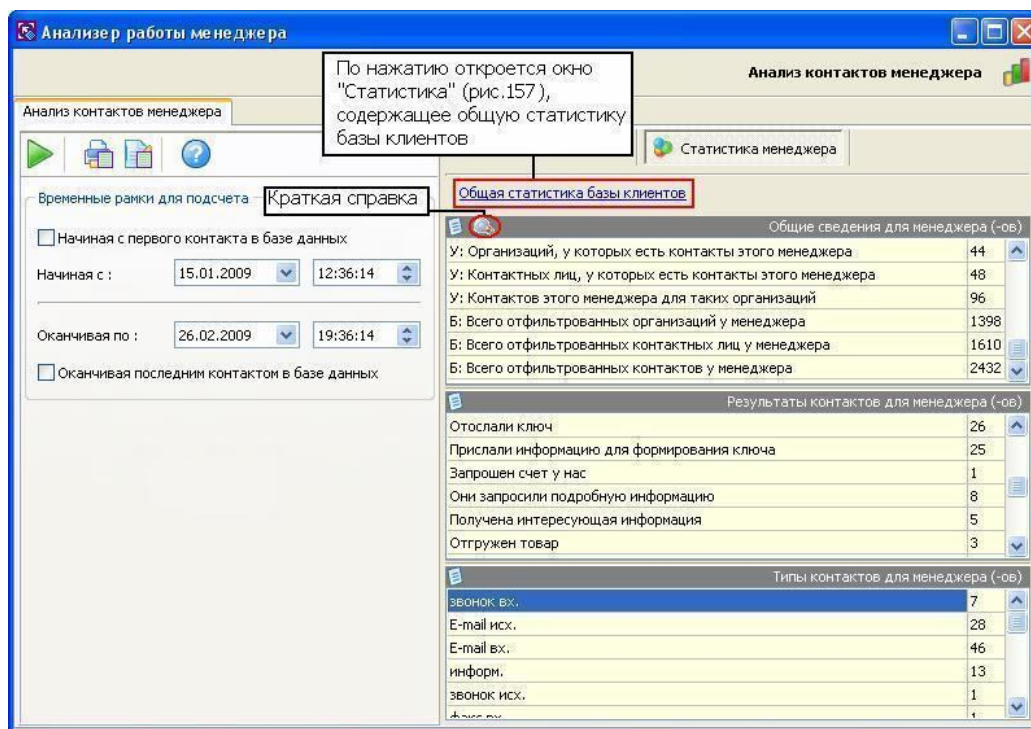 Анализер работы менеджера
По нажатию откроется окно
"Статистика" (рис.157),
содержащее общую статистику
базы клиентов
Анализ контактов менеджера
Анализ контактов менеджера
Статистика менеджера
Временные рамки для подсчета
Краткая справка
Общая статистика базы клиентов
Начиная с первого контакта в базе данных
Начиная с : 15.01.2009 12:36:14
Оканчивая по : 26.02.2009 19:36:14
Оканчивая последним контактом в базе данных
Общие сведения для менеджера (-ов)
У: Организаций, у которых есть контакты этого менеджера 44
У: Контактных лиц, у которых есть контакты этого менеджера 48
У: Контактов этого менеджера для таких организаций 96
Б: Всего отфильтрованных организаций у менеджера 1398
Б: Всего отфильтрованных контактных лиц у менеджера 1610
Б: Всего отфильтрованных контактов у менеджера 2432
Результаты контактов для менеджера (-ов)
Отослали ключ 26
Прислали информацию для формирования ключа 25
Запрошен счет у нас 1
Они запросили подробную информацию 8
Получена интересующая информация 5
Отгружен товар 3
Типы контактов для менеджера (-ов)
звонок вх. 7
E-mail исх. 28
E-mail вх. 46
информ. 13
звонок исх. 1